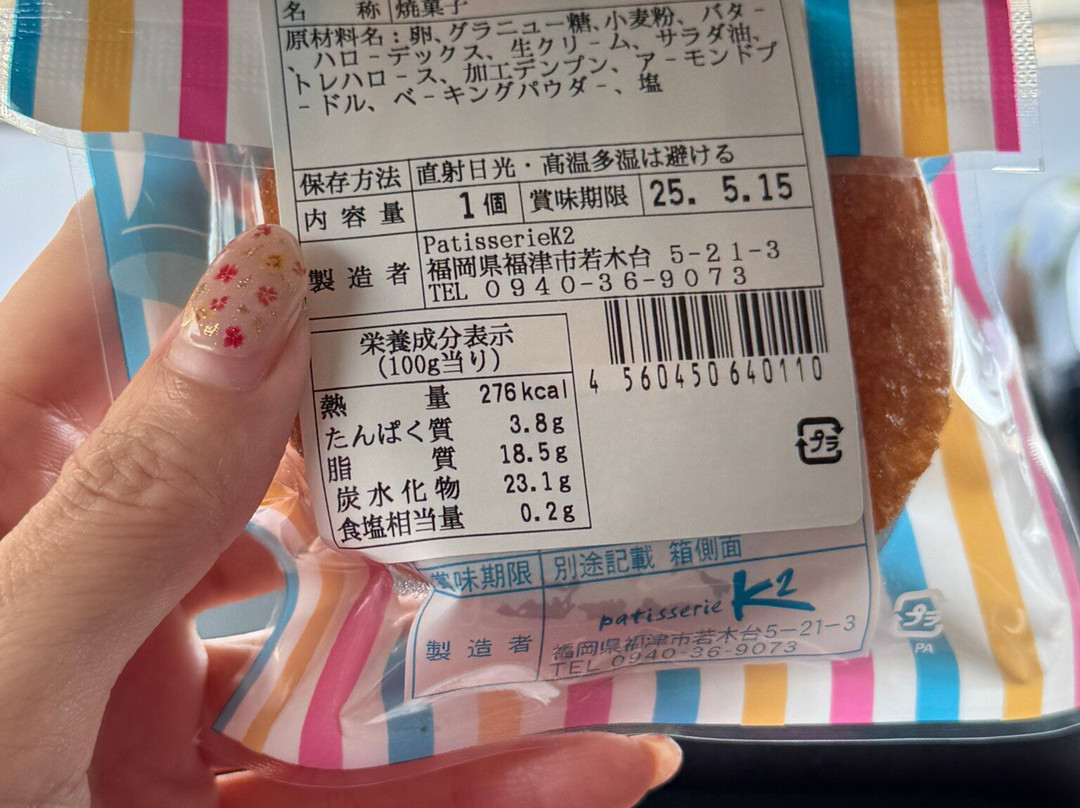 名 称 焼菓子
原材料名：卵､グラニュー糖､小麦粉、バター
、ハローデックス、生クリーム、サラダ油、
トレハロース、加工デンプン、アーモンドプ
ードル、ベーキングパウダー、塩
保存方法 直射日光・高温多湿は避ける
内容量 1個 賞味期限 25. 5.15
製造者 PatisserieK2
福岡県福津市若木台 5-21-3
TEL 0940-36-9073
栄養成分表示
(100g当り)
熱 量 276kcal
たんぱく質 3.8g
脂 質 18.5g
炭水化物 23.1g
食塩相当量 0.2g
4 560450 640110
プラ
賞味期限 別途記載 箱側面
製造者 patisserie K2
福岡県福津市若木台5-21-3
TEL 0940-36-9073
プラ
PA